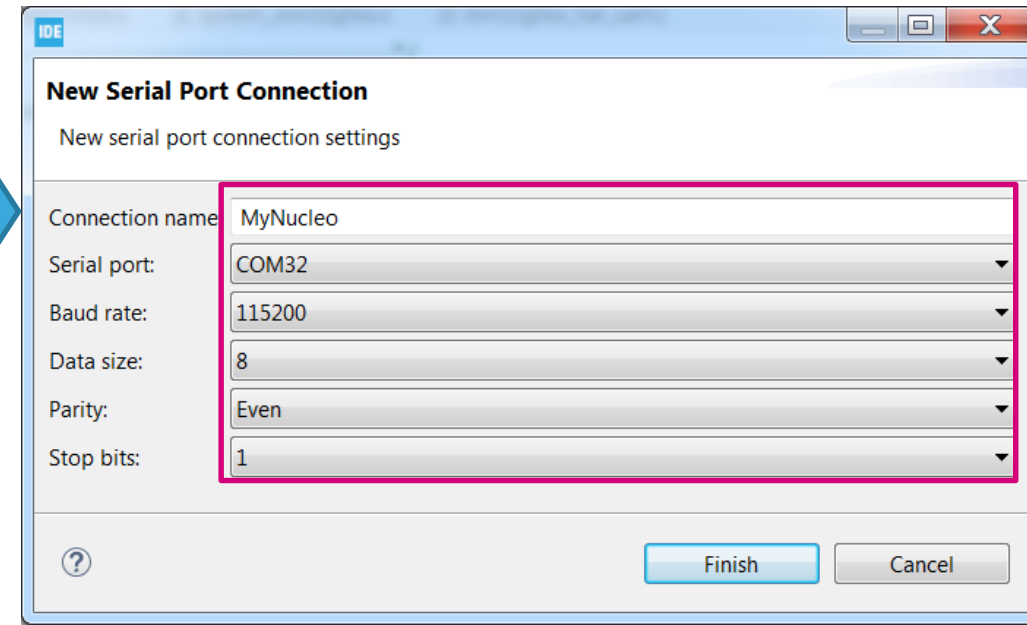 IDE
New Serial Port Connection
New serial port connection settings
Connection name
MyNucleo
Serial port:
COM32
Baud rate:
115200
Data size:
8
Parity:
Even
Stop bits:
1
?
Finish
Cancel